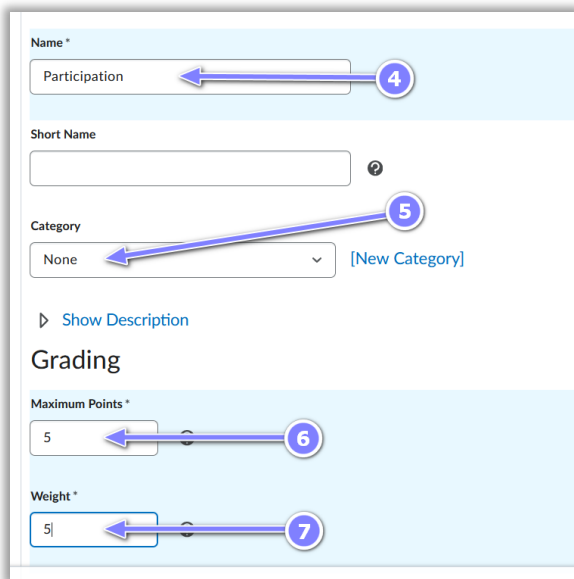 Name *
Participation
4
Short Name
5
Category
None
[New Category]
Show Description
Grading
Maximum Points *
5
6
Weight *
5
7